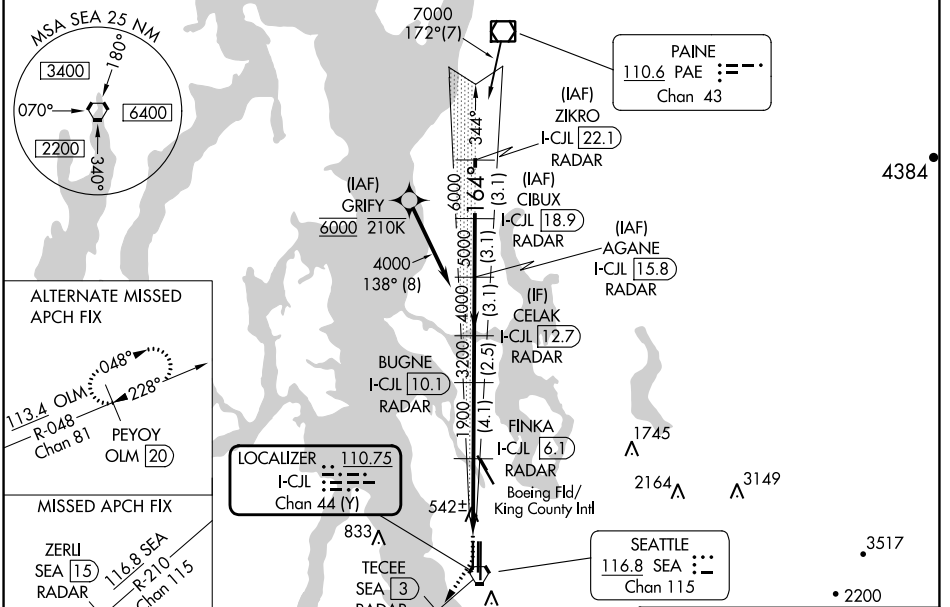 MSA SEA 25 NM
180°
3400
070°
6400
2200
340°
7000
172°(7)
PAINE
110.6 PAE
Chan 43
(IAF)
ZIKRO
I-CJL 22.1
RADAR
344°
164°
6000
(3.1)
4384
(IAF)
GRIFY
6000 210K
(IAF)
CIBUX
I-CJL 18.9
RADAR
5000
(3.1)
4000
138° (8)
(IAF)
AGANE
I-CJL 15.8
RADAR
4000
(3.1)
(IF)
CELAK
I-CJL 12.7
RADAR
3200
(2.5)
BUGNE
I-CJL 10.1
RADAR
1900
(4.1)
FINKA
I-CJL 6.1
RADAR
Boeing Fld/
King County Intl
1745
2164
3149
ALTERNATE MISSED
APCH FIX
048°
228°
113.4 OLM
R-048
Chan 81
PEYOY
OLM 20
LOCALIZER 110.75
I-CJL
Chan 44 (Y)
542±
833
MISSED APCH FIX
ZERLI
SEA 15
RADAR
116.8 SEA
R-210
Chan 115
TECEE
SEA 3
RADAR
SEATTLE
116.8 SEA
Chan 115
3517
2200